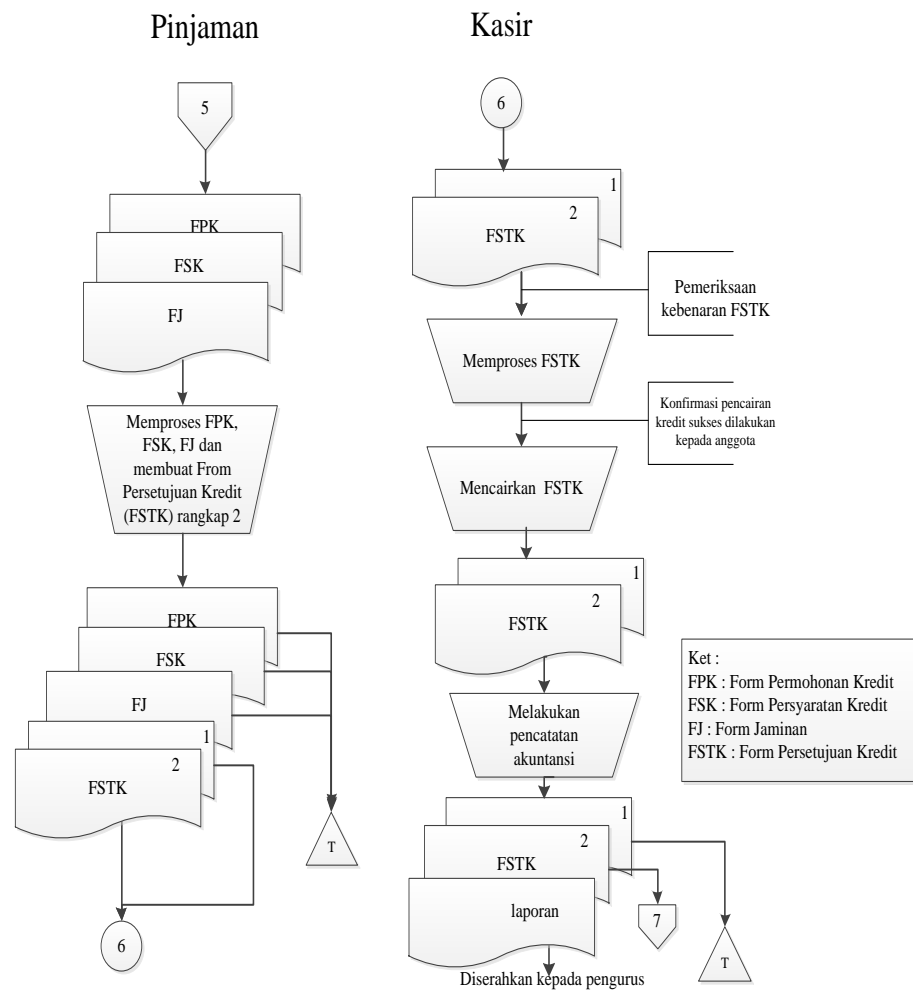 Pinjaman
5
FPK
FSK
FJ
Memproses FPK,
FSK, FJ dan
membuat From
Persetujuan Kredit
(FSTK) rangkap 2
FPK
FSK
FJ
1
2
FSTK
T
6
Kasir
6
1
2
FSTK
Pemeriksaan
kebenaran FSTK
Memproses FSTK
Konfirmasi pencairan
kredit sukses dilakukan
kepada anggota
Mencairkan FSTK
1
2
FSTK
Melakukan
pencatatan
akuntansi
1
2
FSTK
laporan
7
T
Diserahkan kepada pengurus
Ket :
FPK : Form Permohonan Kredit
FSK : Form Persyaratan Kredit
FJ : Form Jaminan
FSTK : Form Persetujuan Kredit